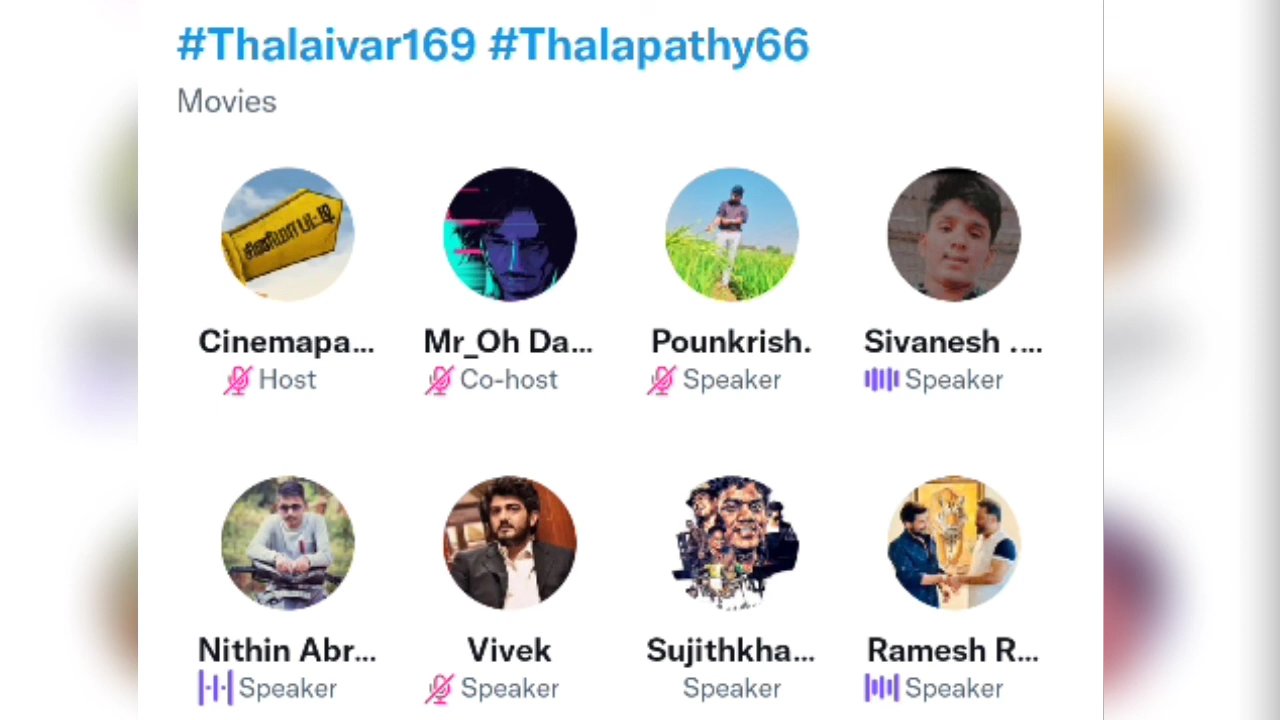 #Thalaivar169 #Thalapathy66
Movies
சினிமாபட்டி
Cinemapa... Mr_Oh Da... Pounkrish. Sivanesh ....
Host Co-host Speaker Speaker
Nithin Abr... Vivek Sujithkha... Ramesh R...
Speaker Speaker Speaker Speaker